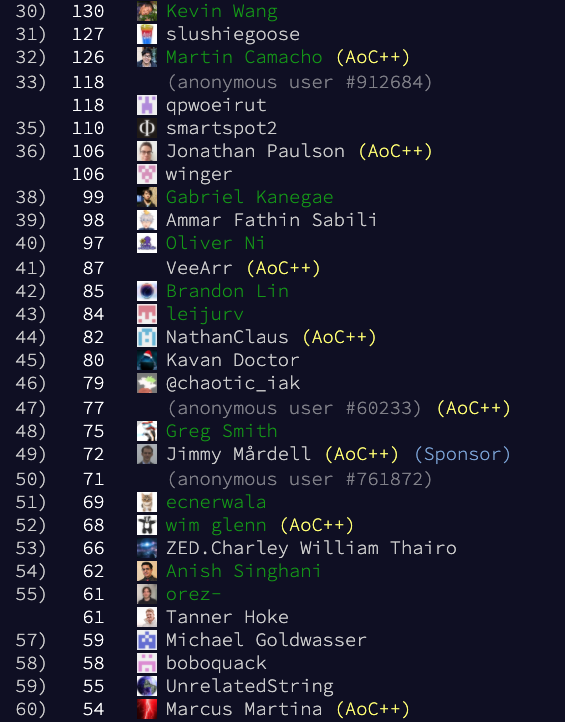 30) 130 Kevin Wang
31) 127 slushiegoose
32) 126 Martin Camacho (AoC++)
33) 118 (anonymous user #912684)
118 qpwoeirut
35) 110 smartspot2
36) 106 Jonathan Paulson (AoC++)
106 winger
38) 99 Gabriel Kanegae
39) 98 Ammar Fathin Sabili
40) 97 Oliver Ni
41) 87 VeeArr (AoC++)
42) 85 Brandon Lin
43) 84 leijurv
44) 82 NathanClaus (AoC++)
45) 80 Kavan Doctor
46) 79 @chaotic_iak
47) 77 (anonymous user #60233) (AoC++)
48) 75 Greg Smith
49) 72 Jimmy Mårdell (AoC++) (Sponsor)
50) 71 (anonymous user #761872)
51) 69 ecnerwala
52) 68 wim glenn (AoC++)
53) 66 ZED.Charley William Thairo
54) 62 Anish Singhani
55) 61 orez-
61 Tanner Hoke
57) 59 Michael Goldwasser
58) 58 boboquack
59) 55 UnrelatedString
60) 54 Marcus Martina (AoC++)